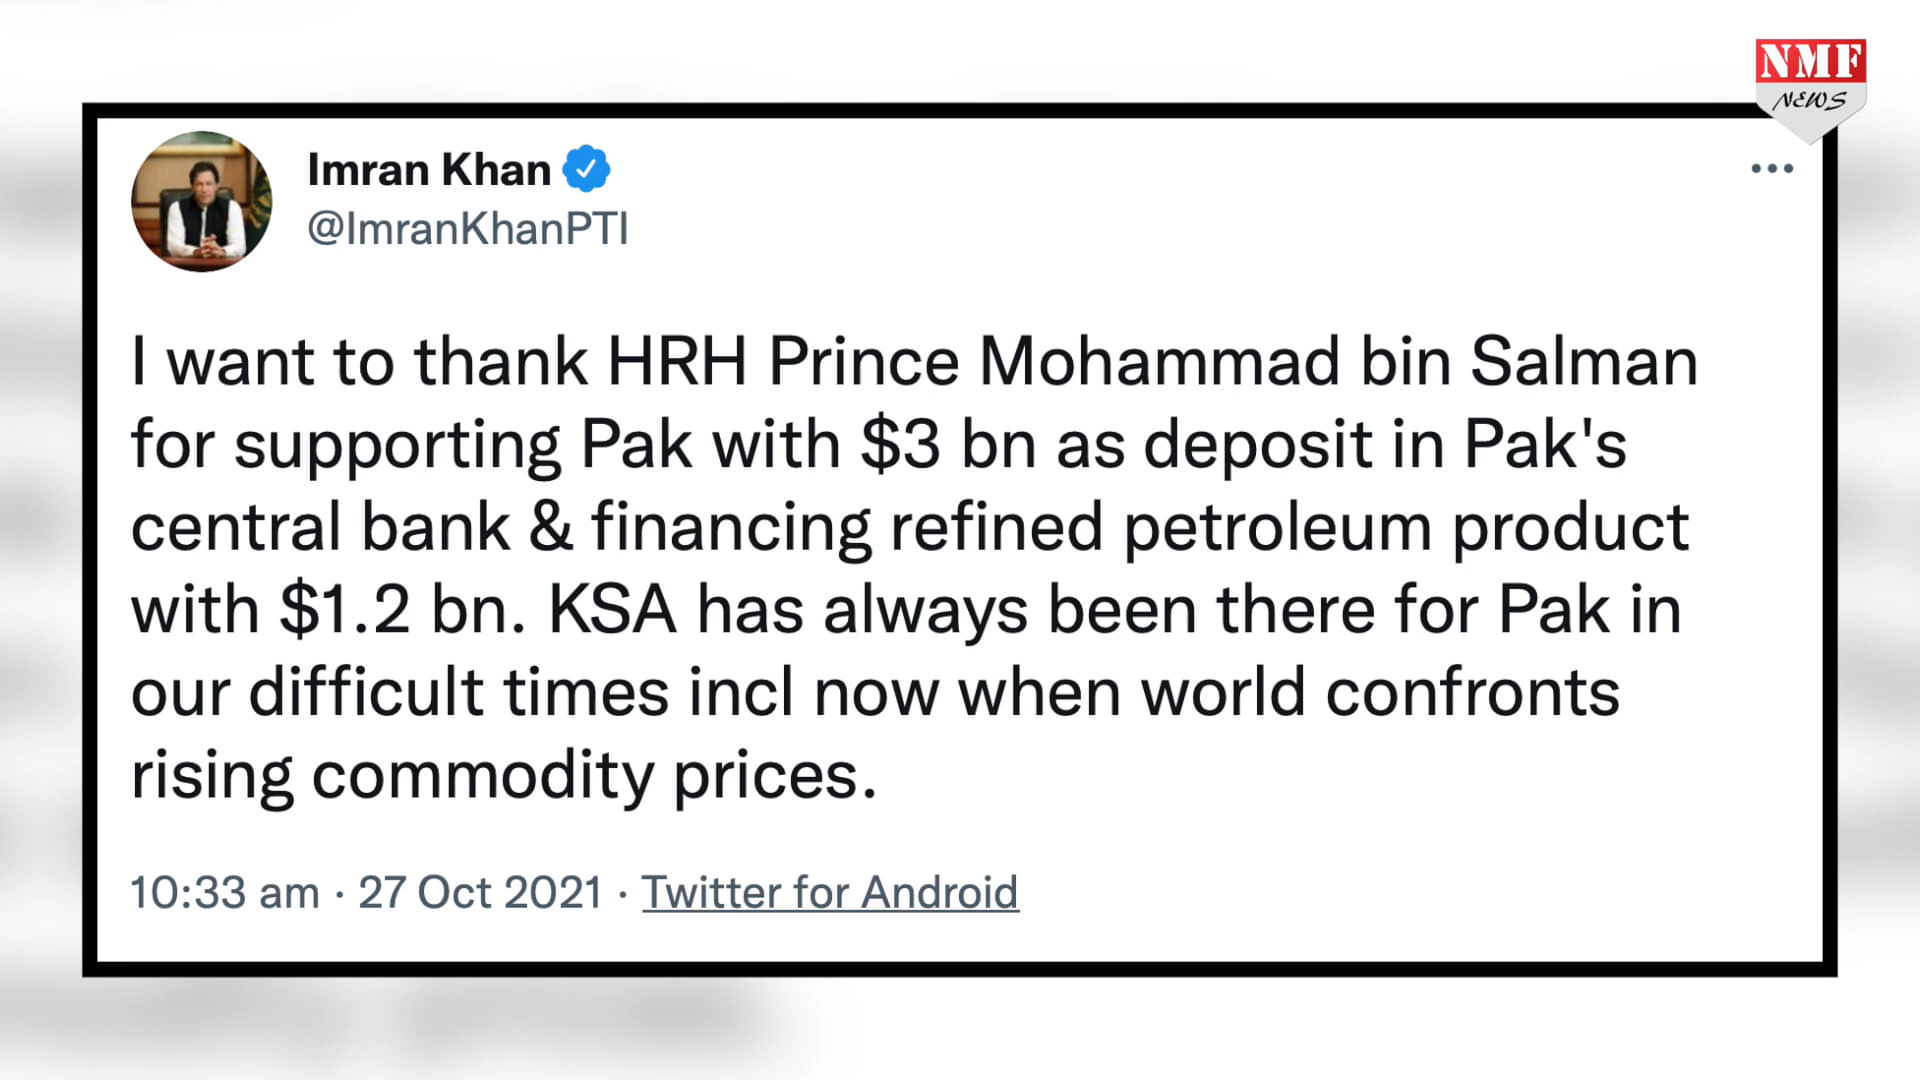 NMF
NEWS
Imran Khan
@ImranKhanPTI
I want to thank HRH Prince Mohammad bin Salman
for supporting Pak with $3 bn as deposit in Pak's
central bank & financing refined petroleum product
with $1.2 bn. KSA has always been there for Pak in
our difficult times incl now when world confronts
rising commodity prices.
10:33 am · 27 Oct 2021 · Twitter for Android